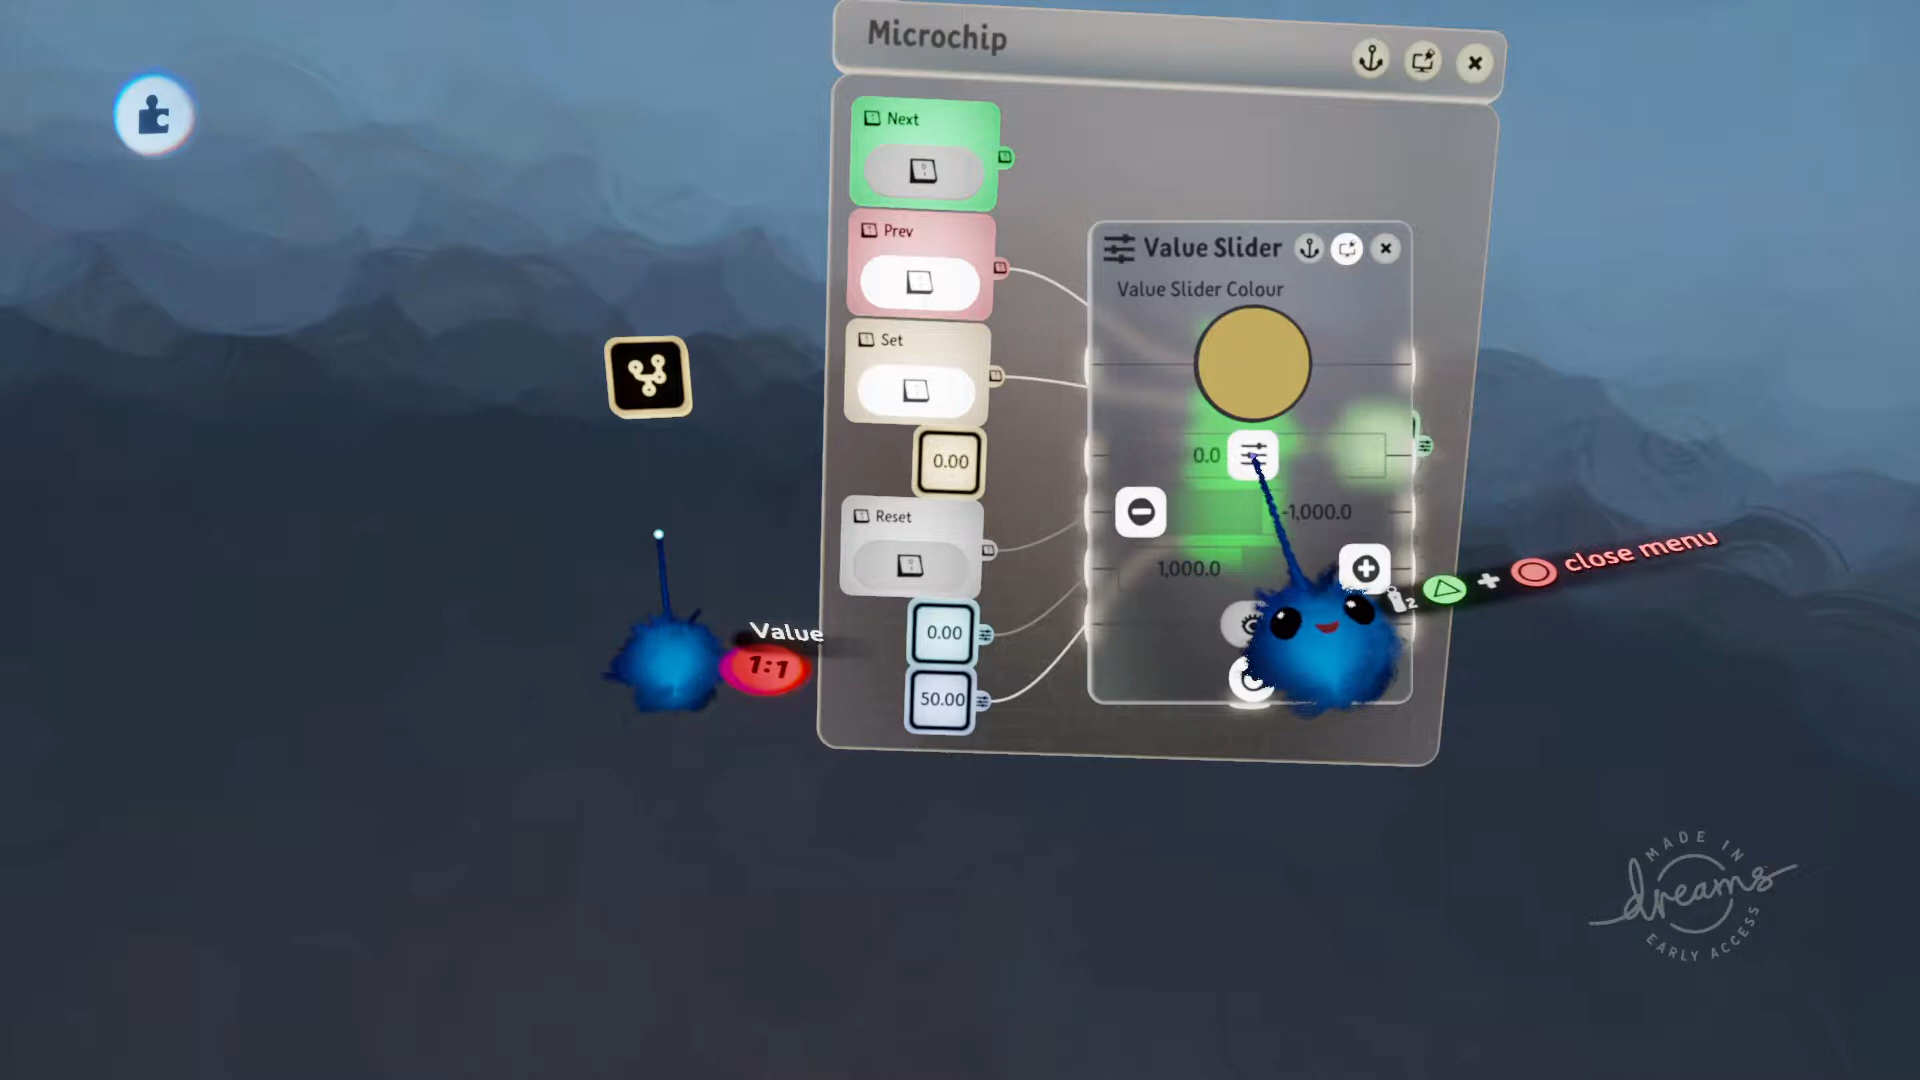 Microchip
Next
Prev
Set
0.00
Reset
0.00
50.00
Value Slider
Value Slider Colour
0.0
-1,000.0
1,000.0
2
+
close menu
Value
1:1
MADE IN
dreams
EARLY ACCESS